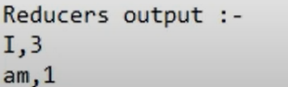 Reducers output :-
I,3
am,1